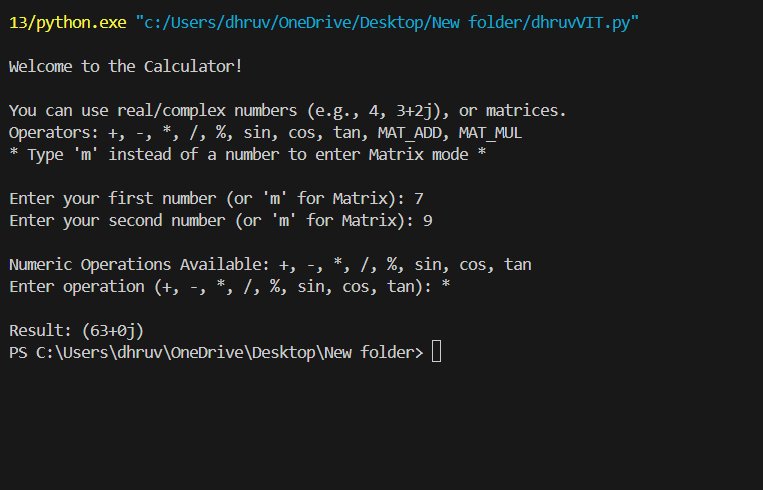 13/python.exe "c:/Users/dhruv/OneDrive/Desktop/New folder/dhruvVIT.py"
Welcome to the Calculator!
You can use real/complex numbers (e.g., 4, 3+2j), or matrices.
Operators: +, -, *, /, %, sin, cos, tan, MAT_ADD, MAT_MUL
* Type 'm' instead of a number to enter Matrix mode *
Enter your first number (or 'm' for Matrix): 7
Enter your second number (or 'm' for Matrix): 9
Numeric Operations Available: +, -, *, /, %, sin, cos, tan
Enter operation (+, -, *, /, %, sin, cos, tan): *
Result: (63+0j)
PS C:\Users\dhruv\OneDrive\Desktop\New folder>